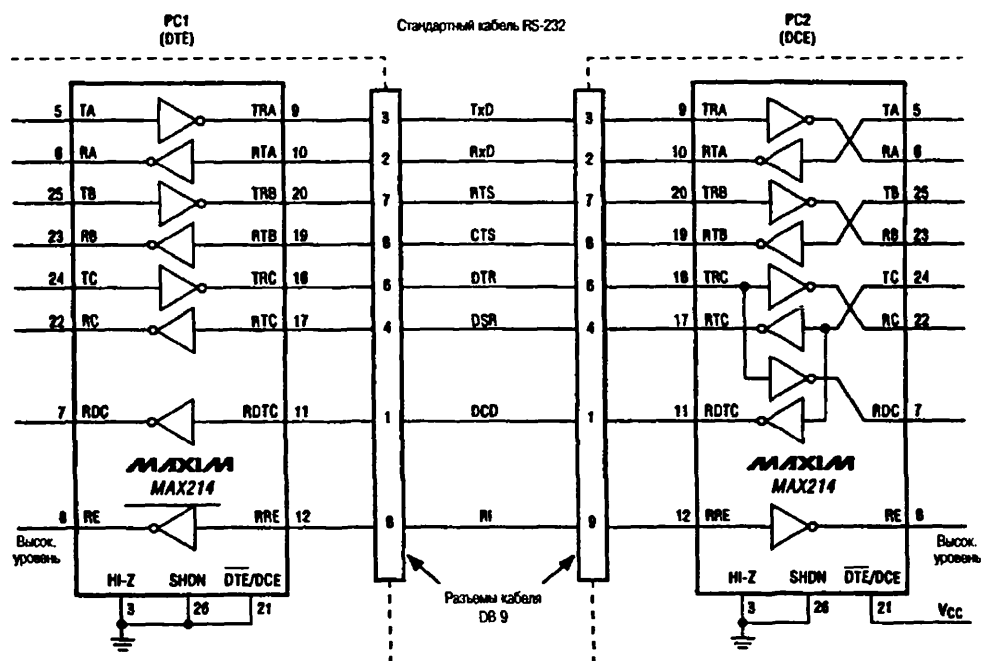 PC1
(DTE)
Стандартный кабель RS-232
PC2
(DCE)
5 TA TRA 9 3 TxD 3 9 TRA TA 5
6 RA RTA 10 2 RxD 2 10 RTA RA 6
25 TB TRB 20 7 RTS 7 20 TRB TB 25
23 RB RTB 19 8 CTS 8 19 RTB RB 23
24 TC TRC 16 6 DTR 6 16 TRC TC 24
22 RC RTC 17 4 DSR 4 17 RTC RC 22
7 RDC RDTC 11 1 DCD 1 11 RDTC RDC 7
MAXIM
MAX214
MAXIM
MAX214
8 RE RRE 12 RI 9 12 RRE RE 8
Высок.
уровень
Высок.
уровень
HI-Z SHDN DTE/DCE
3 26 21
Разъемы кабеля
DB 9
HI-Z SHDN DTE/DCE
3 26 21
Vcc